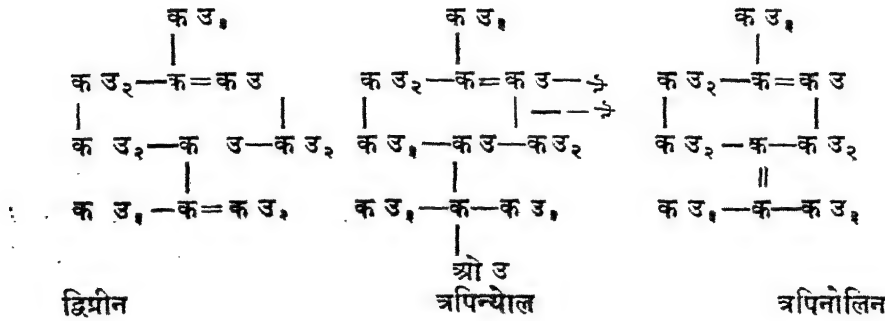 क उ₃ क उ₃ क उ₃
क उ₂—क=क उ क उ₂—क=क उ क उ₂—क=क उ
क उ₂—क उ—क उ₂ क उ₃—क उ—क उ₂ क उ₂—क—क उ₂
क उ₃—क=क उ₂ क उ₃—क—क उ₃ क उ₃—क—क उ₃
ओ उ
द्विप्रीन त्रपिन्योल त्रपिनोलिन